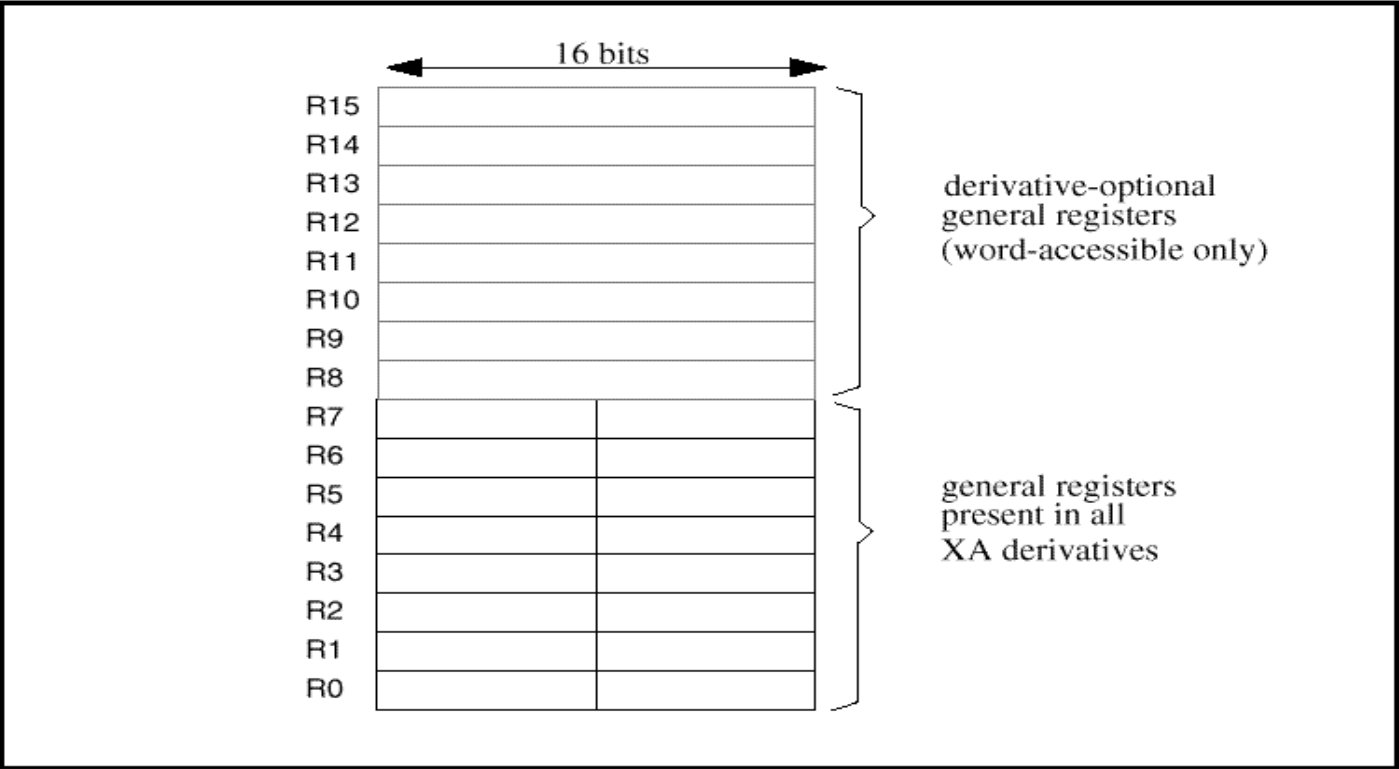 16 bits
R15
R14
R13
R12
R11
R10
R9
R8
R7
R6
R5
R4
R3
R2
R1
R0
derivative-optional
general registers
(word-accessible only)
general registers
present in all
XA derivatives